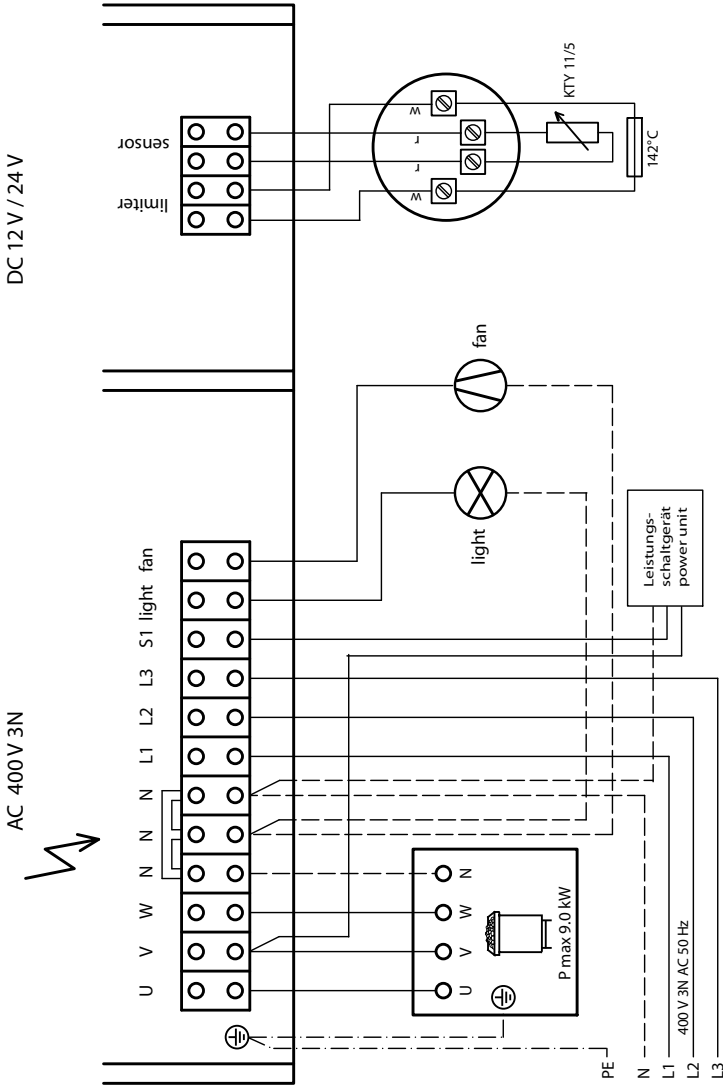 AC 400 V 3N
DC 12 V / 24 V
U
V
W
N
N
N
L1
L2
L3
S1
light
fan
limiter
sensor
w
r
r
w
KTY 11/5
142°C
fan
light
Leistungs-
schaltgerät
power unit
U
V
W
N
P max 9.0 kW
PE
N
L1
400 V 3N AC 50 Hz
L2
L3